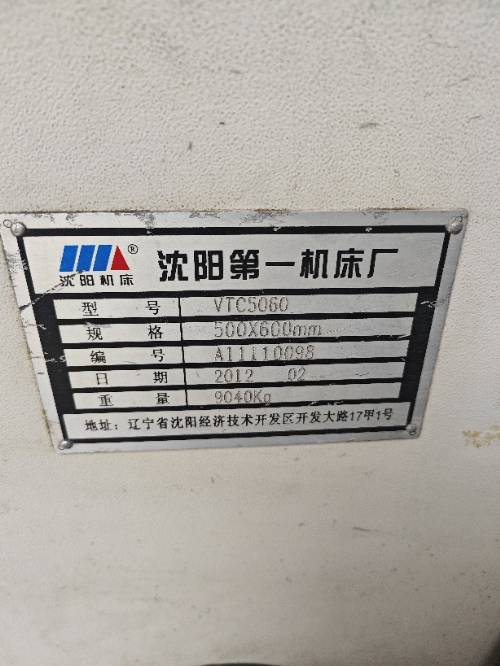 沈阳第一机床厂
沈阳机床®
型 号 VTC5060
规 格 500X600mm
编 号 A11110098
日 期 2012 02
重 量 9040Kg
地址: 辽宁省沈阳经济技术开发区开发大路17甲1号